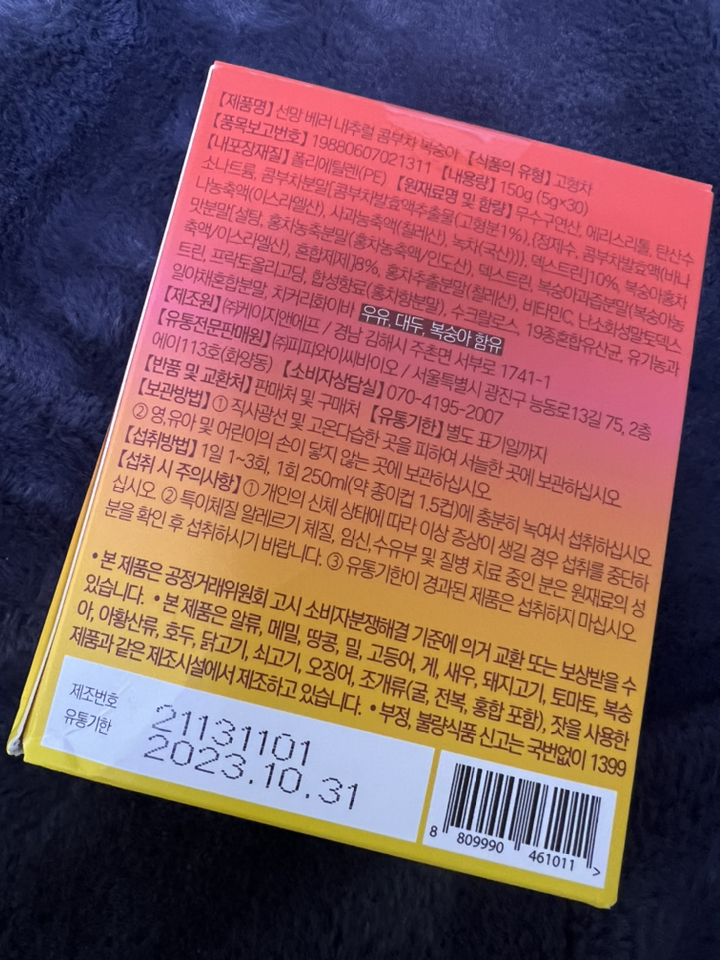 【제품명】 선망 베러 내추럴 콤부차 복숭아 【식품의 유형】 고형차
【품목보고번호】 19880607021311 【내용량】 150g (5g×30)
【내포장재질】 폴리에틸렌(PE) 【원재료명 및 함량】 무수구연산, 에리스리톨, 탄산수
소나트륨, 콤부차분말[콤부차발효액추출물(고형분1%),{정제수, 콤부차발효액(바나
나농축액(이스라엘산), 사과농축액(칠레산), 녹차(국산))}, 덱스트린]10%, 복숭아홍차
맛분말[설탕, 홍차농축분말(홍차농축액/인도산), 덱스트린, 복숭아과즙분말(복숭아농
축액/이스라엘산), 혼합제제]8%, 홍차추출분말(칠레산), 비타민C, 난소화성말토덱스
트린, 프락토올리고당, 합성향료(홍차향분말), 수크랄로스, 19종혼합유산균, 유기농과
일야채혼합분말, 치커리화이바 우유, 대두, 복숭아 함유
【제조원】 ㈜케이지앤에프 / 경남 김해시 주촌면 서부로 1741-1
【유통전문판매원】 ㈜피피와이씨바이오 / 서울특별시 광진구 능동로13길 75, 2층
에이113호(화양동) 【소비자상담실】 070-4195-2007
【반품 및 교환처】 판매처 및 구매처 【유통기한】 별도 표기일까지
【보관방법】 ① 직사광선 및 고온다습한 곳을 피하여 서늘한 곳에 보관하십시오
② 영,유아 및 어린이의 손이 닿지 않는 곳에 보관하십시오
【섭취방법】 1일 1~3회, 1회 250ml(약 종이컵 1.5컵)에 충분히 녹여서 섭취하십시오
【섭취 시 주의사항】 ① 개인의 신체 상태에 따라 이상 증상이 생길 경우 섭취를 중단하
십시오 ② 특이체질 알레르기 체질, 임신,수유부 및 질병 치료 중인 분은 원재료의 성
분을 확인 후 섭취하시기 바랍니다. ③ 유통기한이 경과된 제품은 섭취하지 마십시오
• 본 제품은 공정거래위원회 고시 소비자분쟁해결 기준에 의거 교환 또는 보상받을 수
있습니다. • 본 제품은 알류, 메밀, 땅콩, 밀, 고등어, 게, 새우, 돼지고기, 토마토, 복숭
아, 아황산류, 호두, 닭고기, 쇠고기, 오징어, 조개류(굴, 전복, 홍합 포함), 잣을 사용한
제품과 같은 제조시설에서 제조하고 있습니다. • 부정, 불량식품 신고는 국번없이 1399
제조번호 21131101
유통기한 2023.10.31
8 809990 461011 >